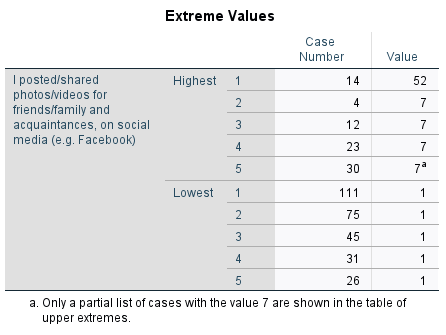 Extreme Values
Case
Number Value
I posted/shared Highest 1 14 52
photos/videos for 2 4 7
friends/family and
acquaintances, on social 3 12 7
media (e.g. Facebook) 4 23 7
5 30 7a
Lowest 1 111 1
2 75 1
3 45 1
4 31 1
5 26 1
a. Only a partial list of cases with the value 7 are shown in the table of
upper extremes.